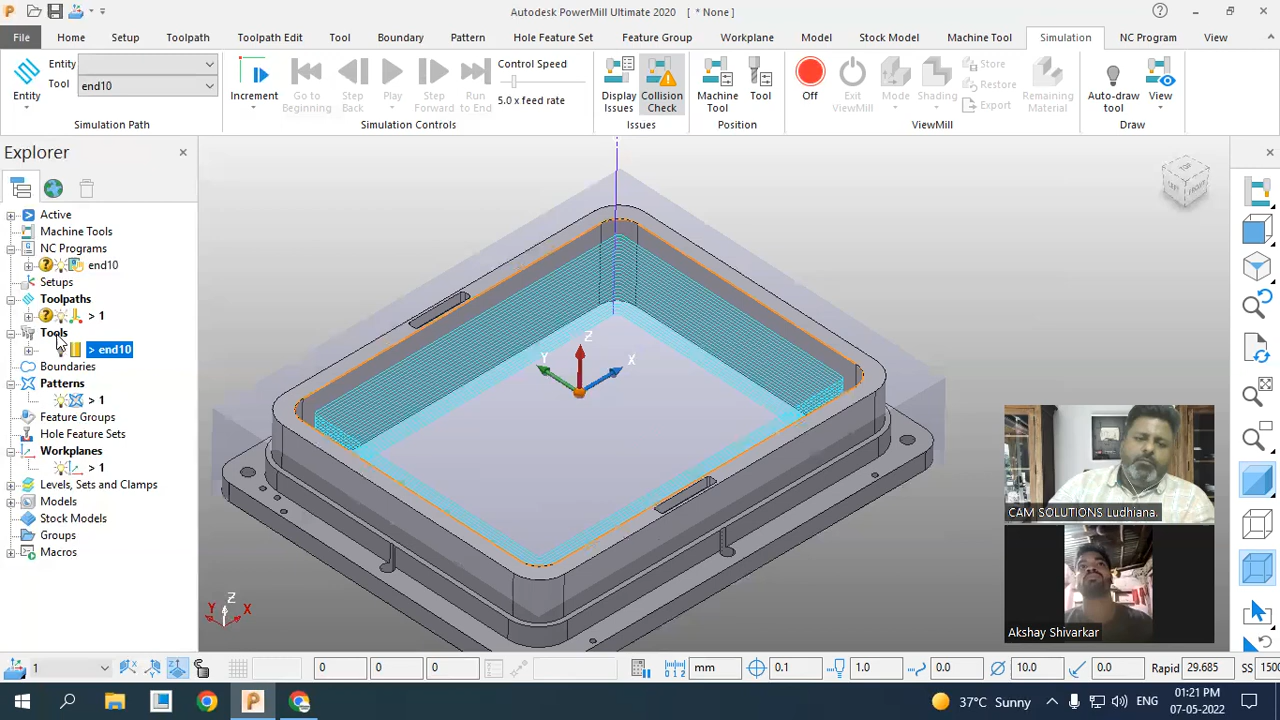 Autodesk PowerMill Ultimate 2020 [ * None ]
File Home Setup Toolpath Toolpath Edit Tool Boundary Pattern Hole Feature Set Feature Group Workplane Model Stock Model Machine Tool Simulation NC Program View
Entity
Tool end10
Entity
Simulation Path
Increment
Go to Beginning
Step Back
Play
Step Forward
Run to End
Control Speed
5.0 x feed rate
Simulation Controls
Display Issues
Collision Check
Issues
Machine Tool
Tool
Position
Off
Exit ViewMill
Mode
Shading
Store
Restore
Export
Remaining Material
ViewMill
Auto-draw tool
View
Draw
Explorer
Active
Machine Tools
NC Programs
end10
Setups
Toolpaths
> 1
Tools
> end10
Boundaries
Patterns
> 1
Feature Groups
Hole Feature Sets
Workplanes
> 1
Levels, Sets and Clamps
Models
Stock Models
Groups
Macros
Z
Y
X
Z
Y
X
CAM SOLUTIONS Ludhiana.
Akshay Shivarkar
1 0 0 0 mm 0.1 1.0 0.0 10.0 0.0 Rapid 29.685 SS 1500
37°C Sunny ENG 01:21 PM
07-05-2022